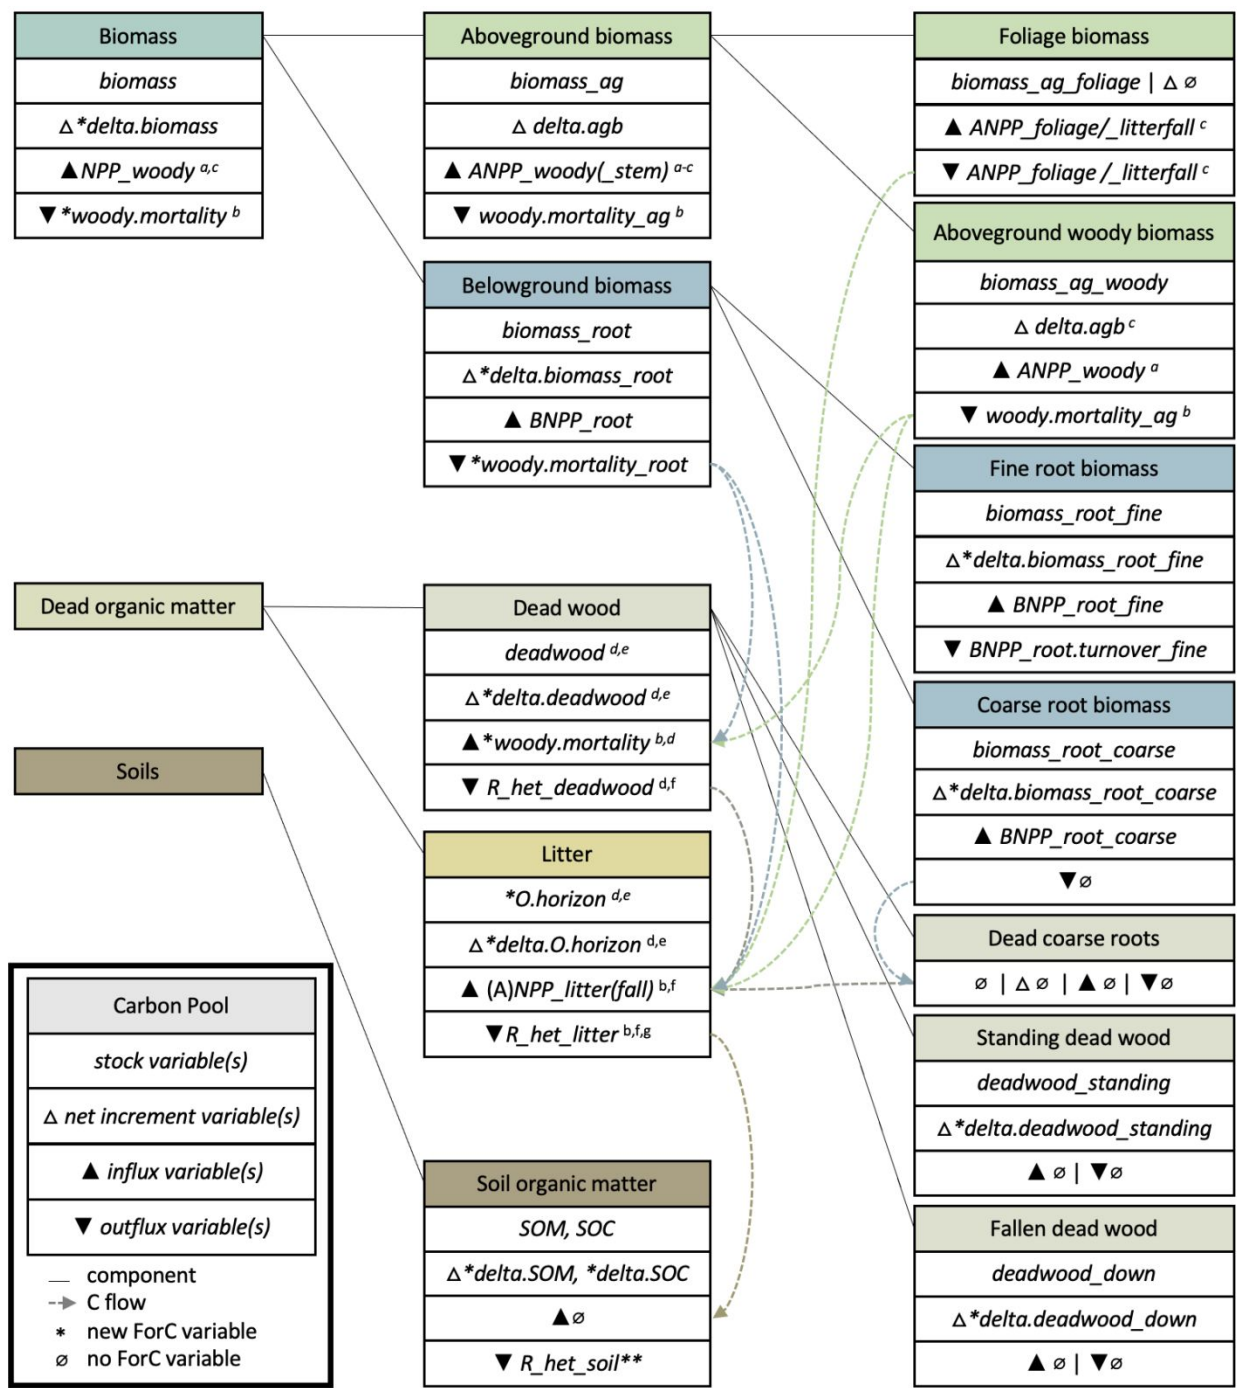 Biomass
biomass
△*delta.biomass
▲NPP_woody a,c
▼*woody.mortality b
Aboveground biomass
biomass_ag
△ delta.agb
▲ ANPP_woody(_stem) a-c
▼ woody.mortality_ag b
Belowground biomass
biomass_root
△*delta.biomass_root
▲ BNPP_root
▼*woody.mortality_root
Foliage biomass
biomass_ag_foliage | △ ∅
▲ ANPP_foliage/_litterfall c
▼ ANPP_foliage /_litterfall c
Aboveground woody biomass
biomass_ag_woody
△ delta.agb c
▲ ANPP_woody a
▼ woody.mortality_ag b
Fine root biomass
biomass_root_fine
△*delta.biomass_root_fine
▲ BNPP_root_fine
▼ BNPP_root.turnover_fine
Coarse root biomass
biomass_root_coarse
△*delta.biomass_root_coarse
▲ BNPP_root_coarse
▼∅
Dead organic matter
Dead wood
deadwood d,e
△*delta.deadwood d,e
▲*woody.mortality b,d
▼ R_het_deadwood d,f
Litter
*O.horizon d,e
△*delta.O.horizon d,e
▲ (A)NPP_litter(fall) b,f
▼R_het_litter b,f,g
Dead coarse roots
∅ | △ ∅ | ▲ ∅ | ▼∅
Standing dead wood
deadwood_standing
△*delta.deadwood_standing
▲ ∅ | ▼∅
Fallen dead wood
deadwood_down
△*delta.deadwood_down
▲ ∅ | ▼∅
Soils
Soil organic matter
SOM, SOC
△*delta.SOM, *delta.SOC
▲∅
▼ R_het_soil**
Carbon Pool
stock variable(s)
△ net increment variable(s)
▲ influx variable(s)
▼ outflux variable(s)
component
C flow
* new ForC variable
∅ no ForC variable